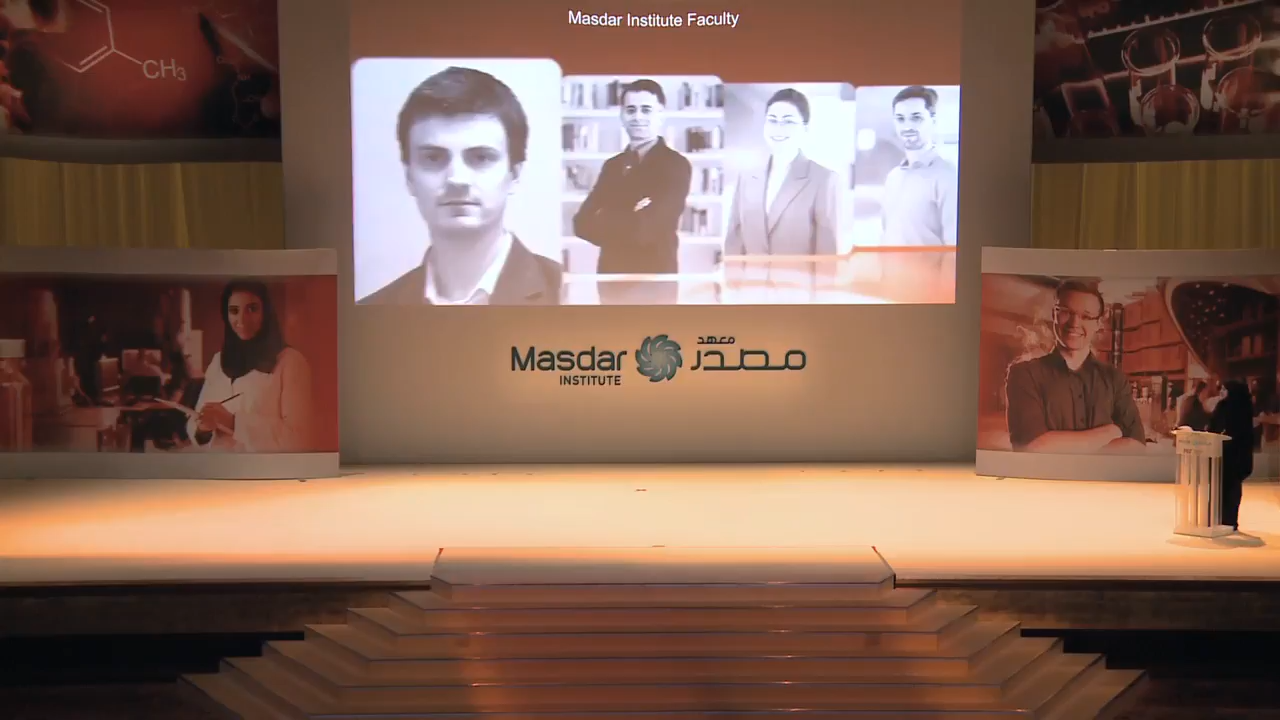 Masdar Institute Faculty
CH3
Masdar
INSTITUTE
معهد
مصدر